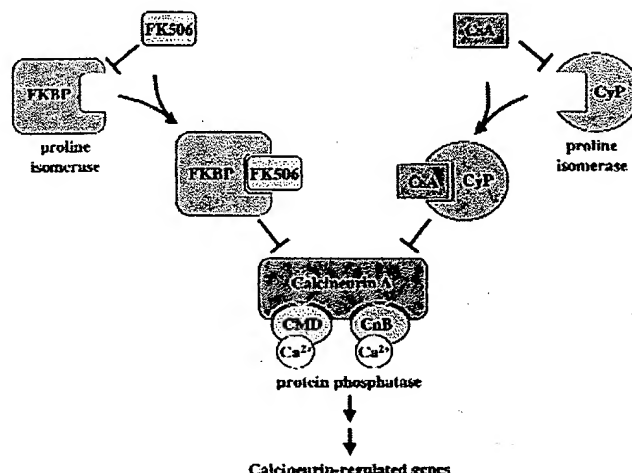 FK506
CsA
FKBP
CyP
proline
isomerase
proline
isomerase
FKBP
FK506
CsA
CyP
Calcineurin A
CMD
CnB
Ca2+
Ca2+
protein phosphatase
Calcineurin-regulated genes